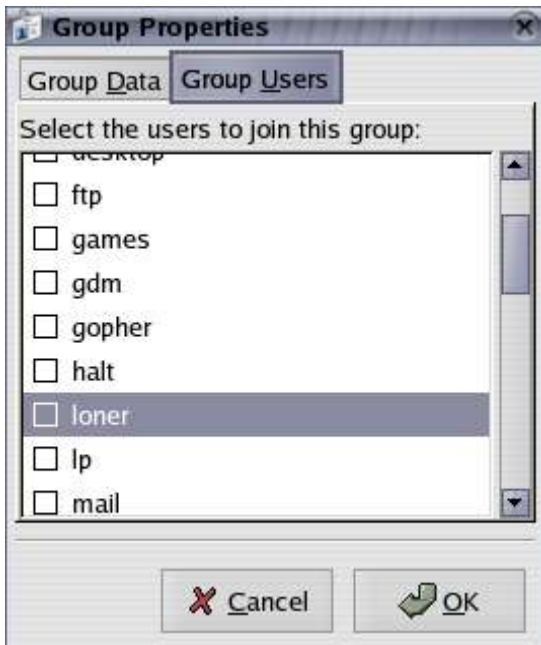 Group Properties
Group Data
Group Users
Select the users to join this group:
desktop
ftp
games
gdm
gopher
halt
loner
lp
mail
Cancel
OK